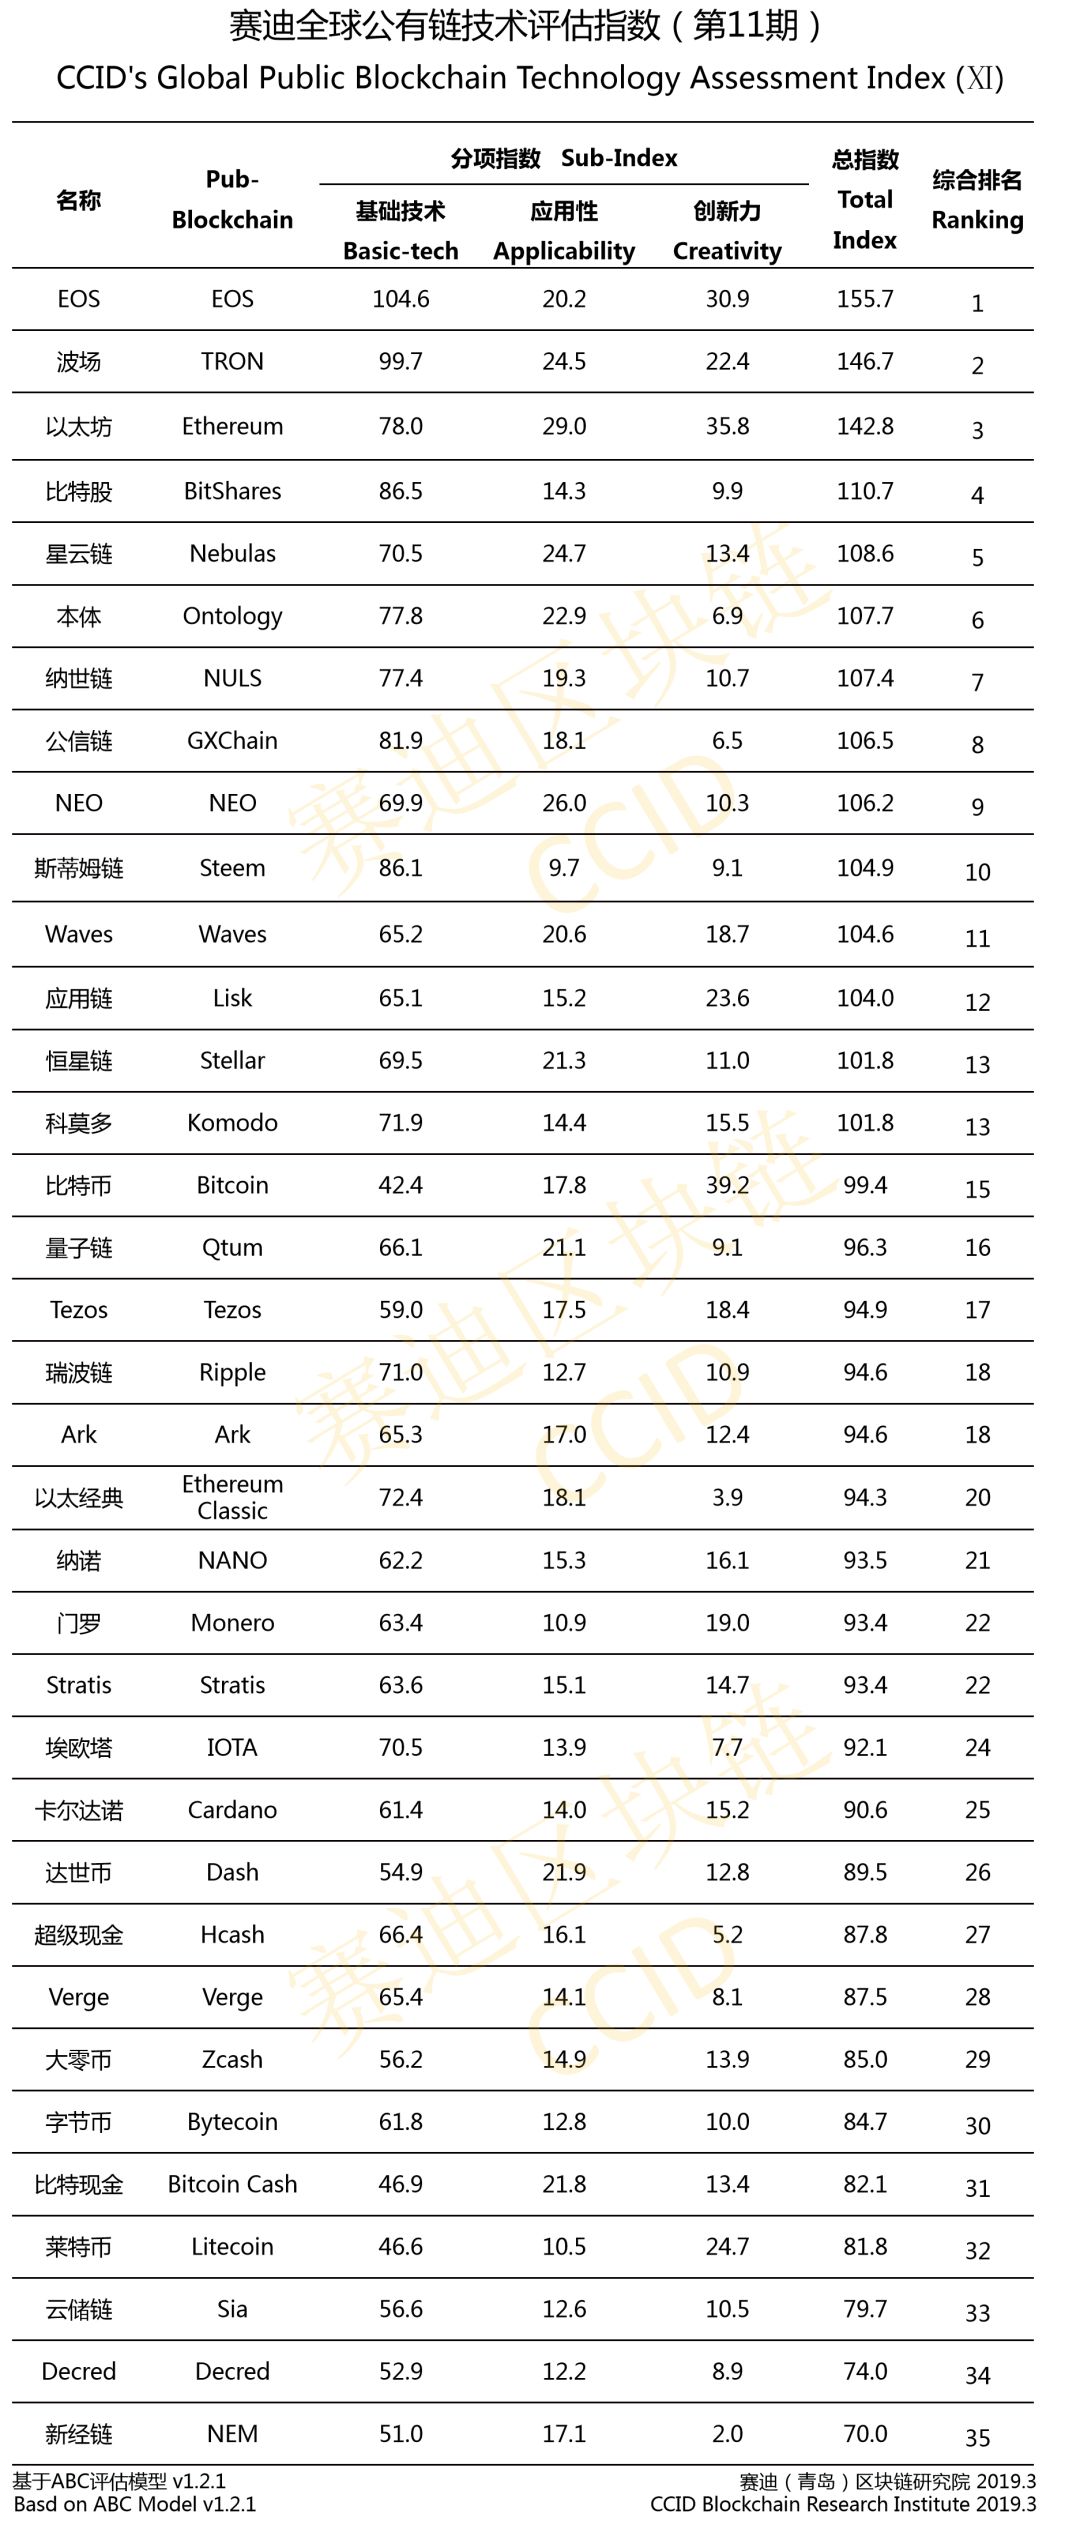 赛迪全球公有链技术评估指数（第11期）
CCID's Global Public Blockchain Technology Assessment Index (XI)
名称 Pub-Blockchain 分项指数 Sub-Index 总指数 Total Index 综合排名 Ranking
基础技术 应用性 创新力
Basic-tech Applicability Creativity
EOS EOS 104.6 20.2 30.9 155.7 1
波场 TRON 99.7 24.5 22.4 146.7 2
以太坊 Ethereum 78.0 29.0 35.8 142.8 3
比特股 BitShares 86.5 14.3 9.9 110.7 4
星云链 Nebulas 70.5 24.7 13.4 108.6 5
本体 Ontology 77.8 22.9 6.9 107.7 6
纳世链 NULS 77.4 19.3 10.7 107.4 7
公信链 GXChain 81.9 18.1 6.5 106.5 8
NEO NEO 69.9 26.0 10.3 106.2 9
斯蒂姆链 Steem 86.1 9.7 9.1 104.9 10
Waves Waves 65.2 20.6 18.7 104.6 11
应用链 Lisk 65.1 15.2 23.6 104.0 12
恒星链 Stellar 69.5 21.3 11.0 101.8 13
科莫多 Komodo 71.9 14.4 15.5 101.8 13
比特币 Bitcoin 42.4 17.8 39.2 99.4 15
量子链 Qtum 66.1 21.1 9.1 96.3 16
Tezos Tezos 59.0 17.5 18.4 94.9 17
瑞波链 Ripple 71.0 12.7 10.9 94.6 18
Ark Ark 65.3 17.0 12.4 94.6 18
以太经典 Ethereum Classic 72.4 18.1 3.9 94.3 20
纳诺 NANO 62.2 15.3 16.1 93.5 21
门罗 Monero 63.4 10.9 19.0 93.4 22
Stratis Stratis 63.6 15.1 14.7 93.4 22
埃欧塔 IOTA 70.5 13.9 7.7 92.1 24
卡尔达诺 Cardano 61.4 14.0 15.2 90.6 25
达世币 Dash 54.9 21.9 12.8 89.5 26
超级现金 Hcash 66.4 16.1 5.2 87.8 27
Verge Verge 65.4 14.1 8.1 87.5 28
大零币 Zcash 56.2 14.9 13.9 85.0 29
字节币 Bytecoin 61.8 12.8 10.0 84.7 30
比特现金 Bitcoin Cash 46.9 21.8 13.4 82.1 31
莱特币 Litecoin 46.6 10.5 24.7 81.8 32
云储链 Sia 56.6 12.6 10.5 79.7 33
Decred Decred 52.9 12.2 8.9 74.0 34
新经链 NEM 51.0 17.1 2.0 70.0 35
基于ABC评估模型 v1.2.1 赛迪（青岛）区块链研究院 2019.3
Basd on ABC Model v1.2.1 CCID Blockchain Research Institute 2019.3
赛迪区块链
CCID
赛迪区块链
CCID
赛迪区块链
CCID